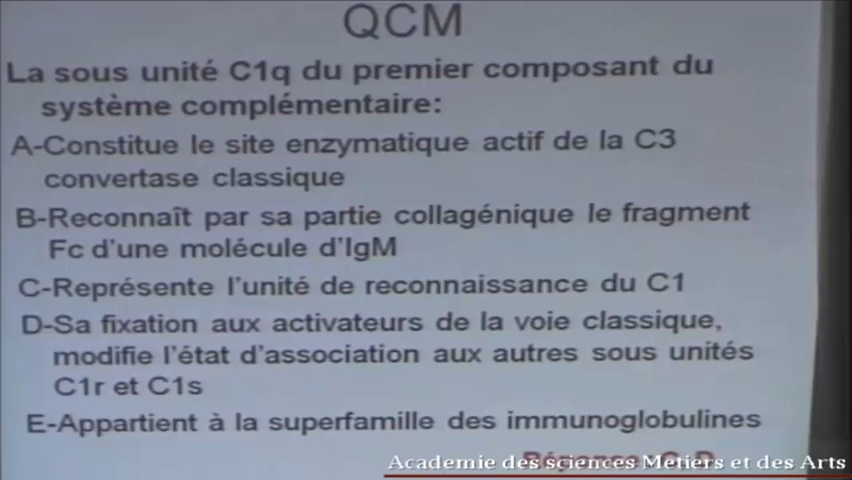 QCM
La sous unité C1q du premier composant du
système complémentaire:
A-Constitue le site enzymatique actif de la C3
convertase classique
B-Reconnaît par sa partie collagénique le fragment
Fc d'une molécule d'IgM
C-Représente l'unité de reconnaissance du C1
D-Sa fixation aux activateurs de la voie classique,
modifie l'état d'association aux autres sous unités
C1r et C1s
E-Appartient à la superfamille des immunoglobulines
Academie des sciences Metiers et des Arts